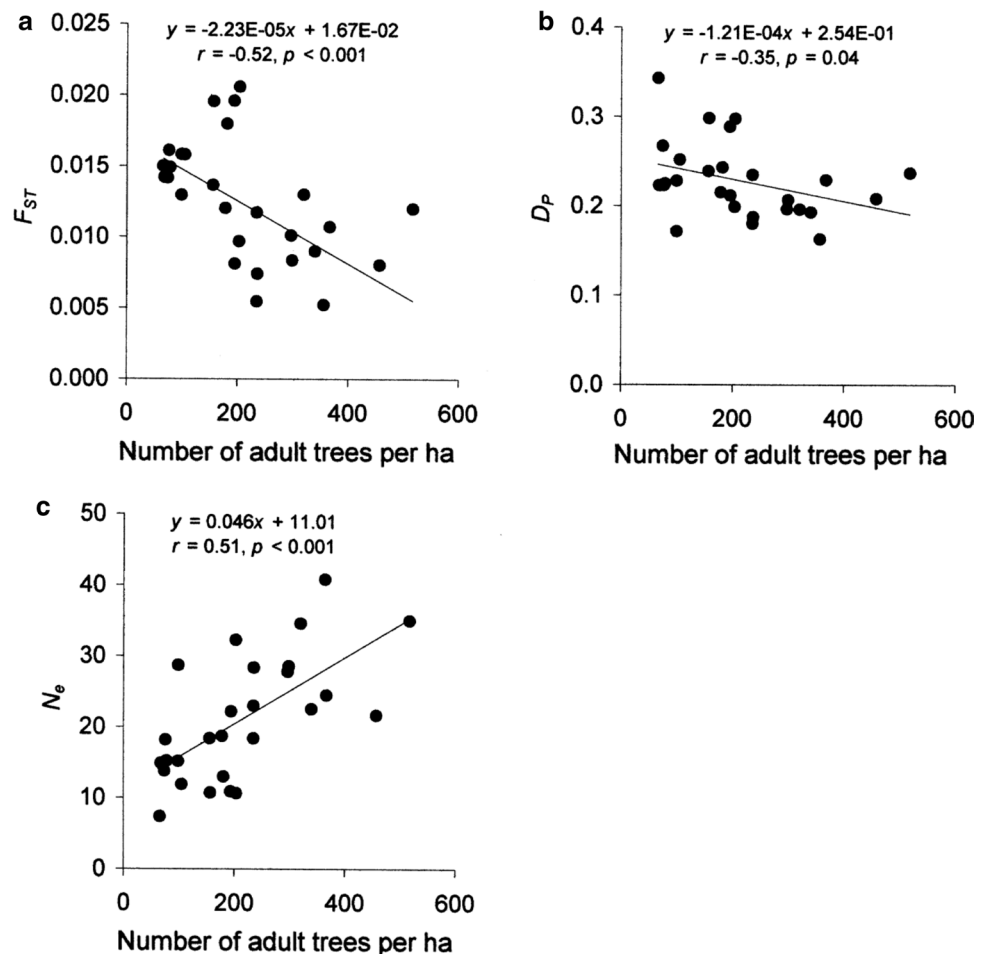 a
y = -2.23E-05x + 1.67E-02
r = -0.52, p < 0.001
0.025
0.020
0.015
0.010
0.005
0.000
F_ST
0 200 400 600
Number of adult trees per ha
b
y = -1.21E-04x + 2.54E-01
r = -0.35, p = 0.04
0.4
0.3
0.2
0.1
0.0
D_P
0 200 400 600
Number of adult trees per ha
c
y = 0.046x + 11.01
r = 0.51, p < 0.001
50
40
30
20
10
0
N_e
0 200 400 600
Number of adult trees per ha